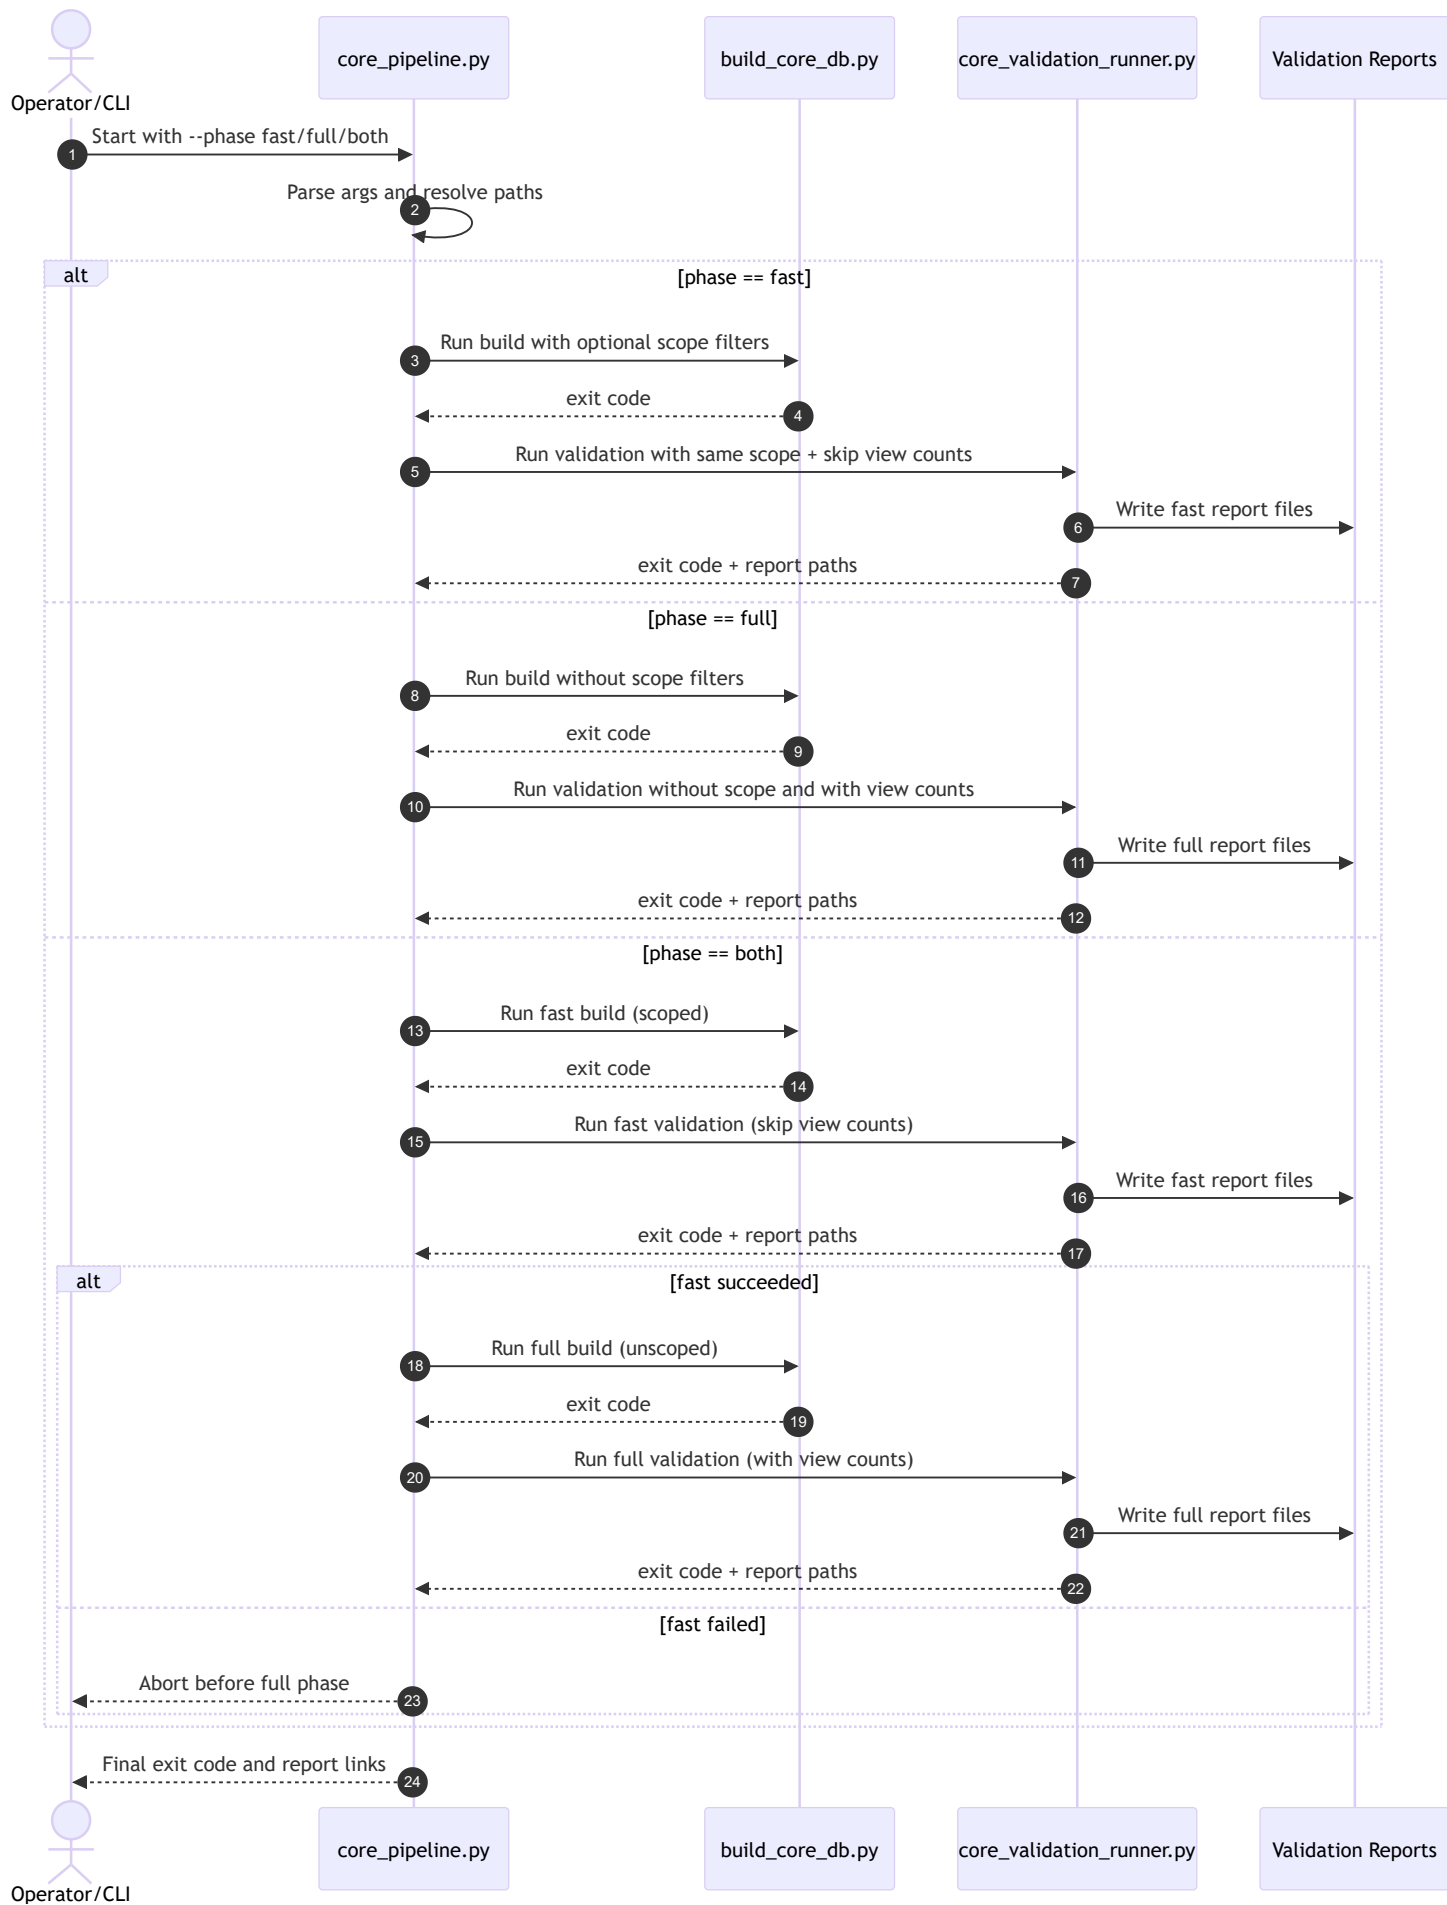 Operator/CLI
core_pipeline.py
build_core_db.py
core_validation_runner.py
Validation Reports
Start with --phase fast/full/both
1
Parse args and resolve paths
2
alt
[phase == fast]
Run build with optional scope filters
3
exit code
4
Run validation with same scope + skip view counts
5
Write fast report files
6
exit code + report paths
7
[phase == full]
Run build without scope filters
8
exit code
9
Run validation without scope and with view counts
10
Write full report files
11
exit code + report paths
12
[phase == both]
Run fast build (scoped)
13
exit code
14
Run fast validation (skip view counts)
15
Write fast report files
16
exit code + report paths
17
alt
[fast succeeded]
Run full build (unscoped)
18
exit code
19
Run full validation (with view counts)
20
Write full report files
21
exit code + report paths
22
[fast failed]
Abort before full phase
23
Final exit code and report links
24
Operator/CLI
core_pipeline.py
build_core_db.py
core_validation_runner.py
Validation Reports